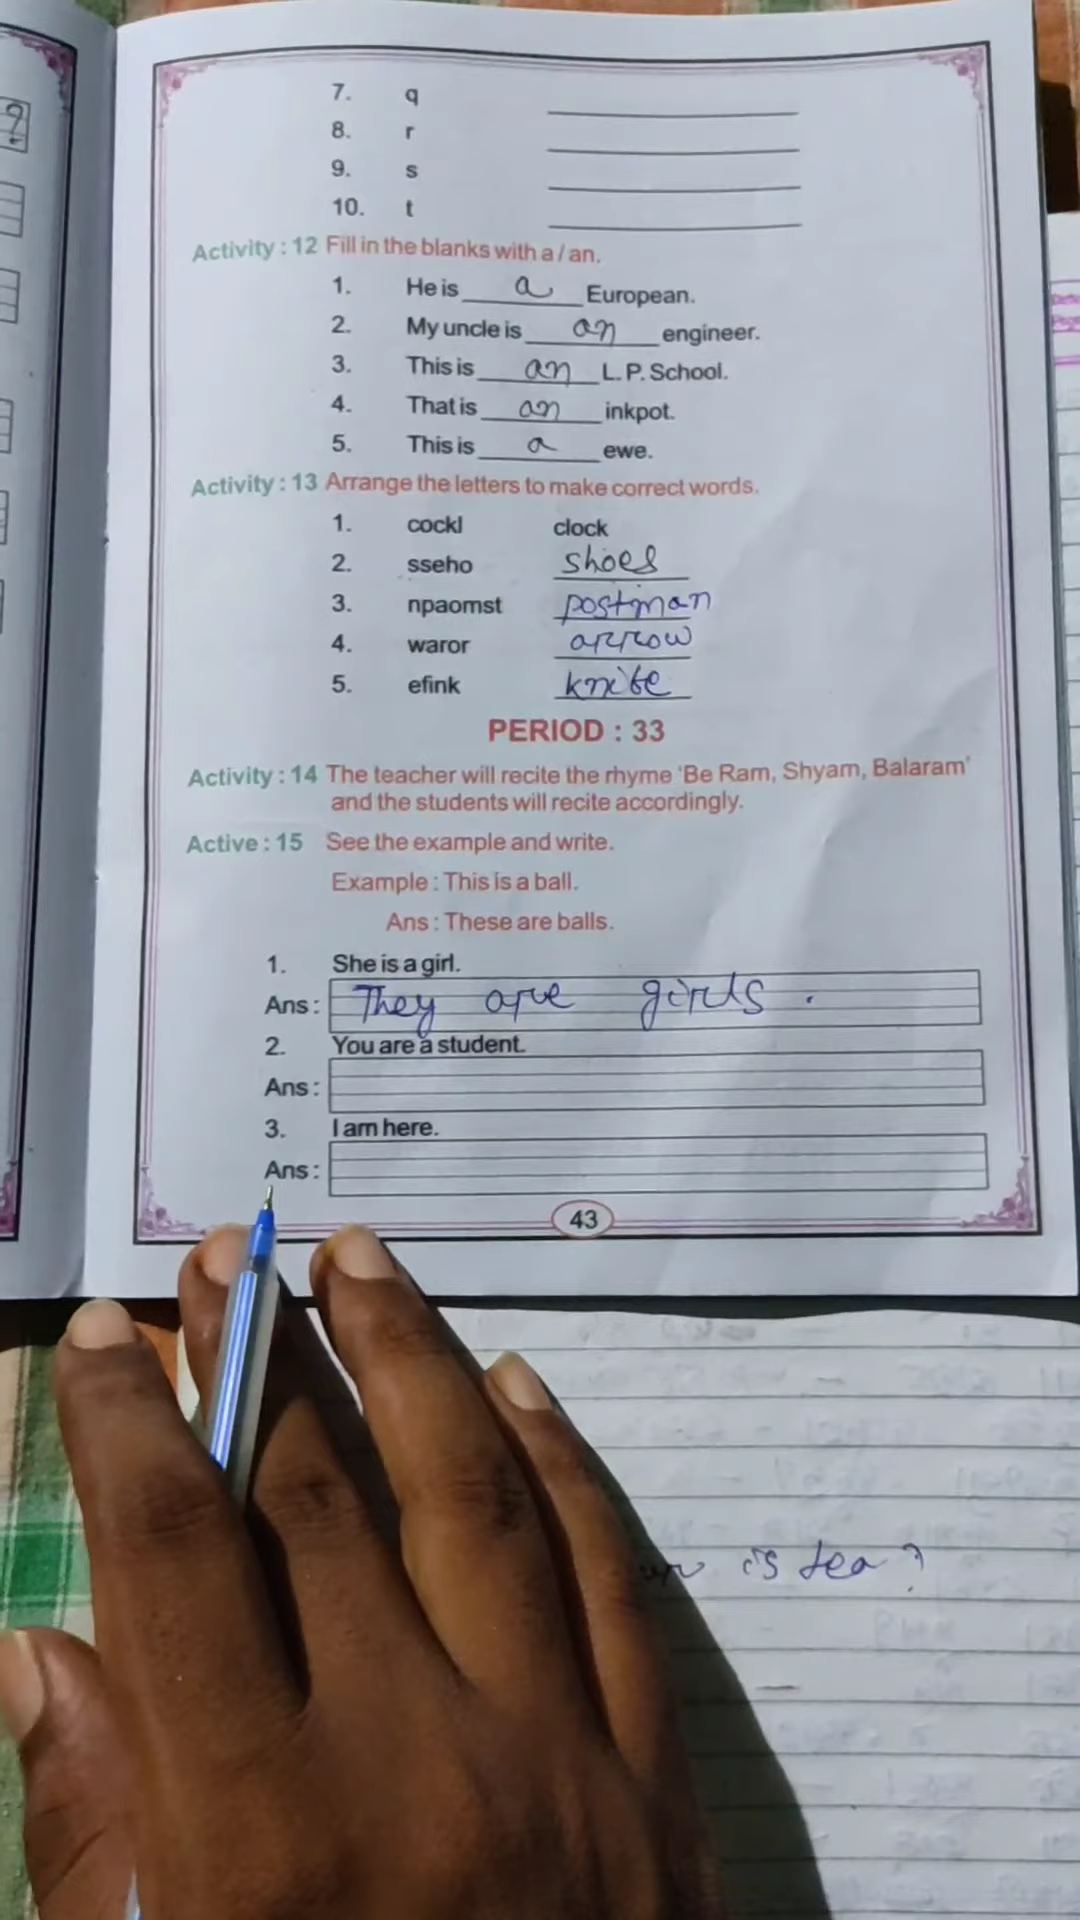 ?
7. q
8. r
9. s
10. t
Activity : 12 Fill in the blanks with a / an.
1. He is a European.
2. My uncle is an engineer.
3. This is an L. P. School.
4. That is an inkpot.
5. This is a ewe.
Activity : 13 Arrange the letters to make correct words.
1. cockl clock
2. sseho shoes
3. npaomst postman
4. waror arrow
5. efink knife
PERIOD : 33
Activity : 14 The teacher will recite the rhyme 'Be Ram, Shyam, Balaram'
and the students will recite accordingly.
Active : 15 See the example and write.
Example : This is a ball.
Ans : These are balls.
1. She is a girl.
Ans : They are girls .
2. You are a student.
Ans :
3. I am here.
Ans :
43
is tea ?